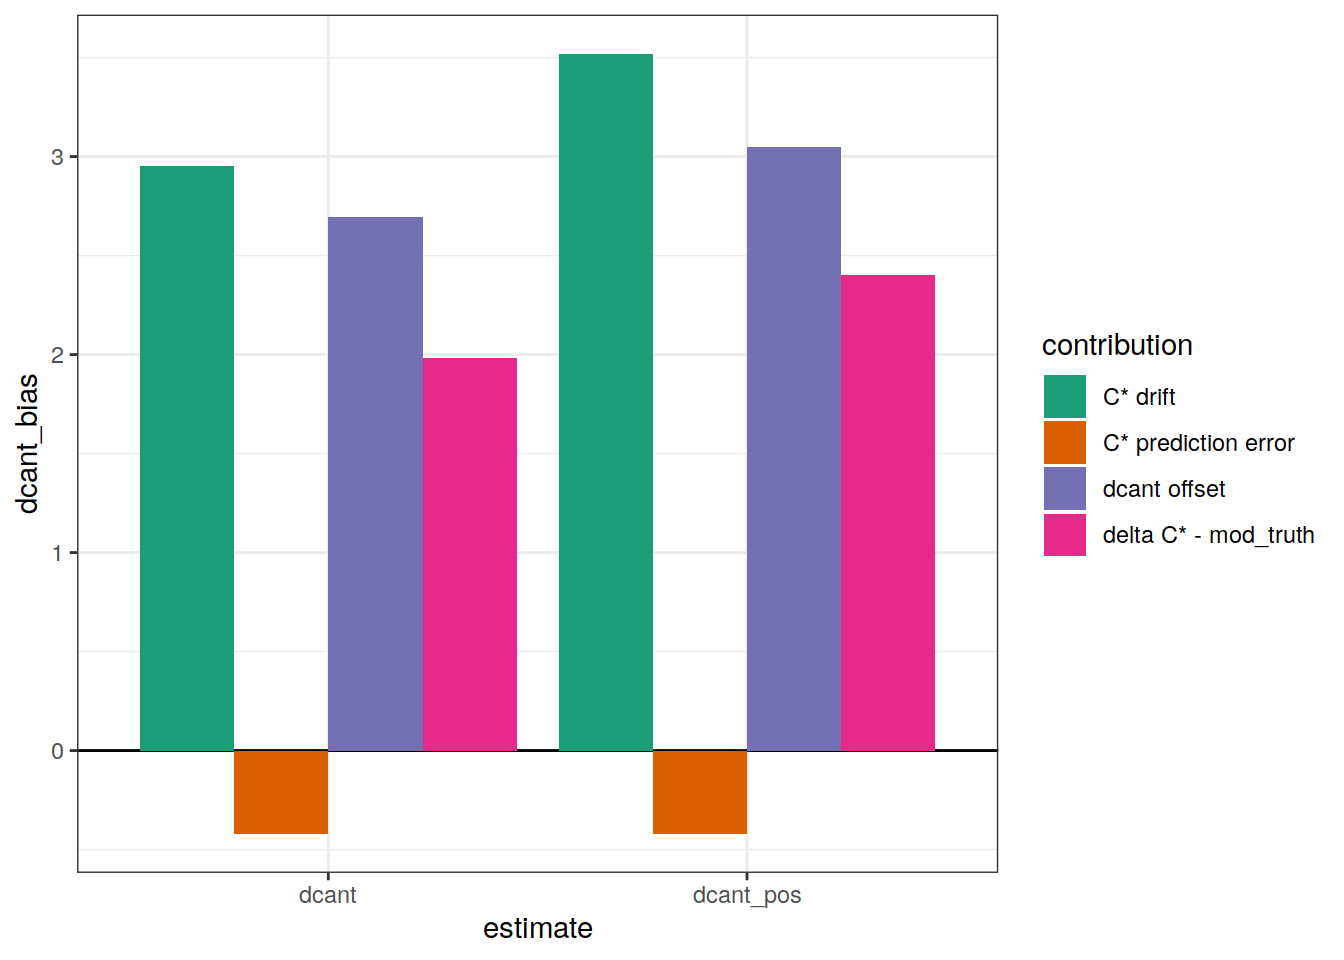 dcant_bias
3
2
1
0
dcant
dcant_pos
estimate
contribution
C* drift
C* prediction error
dcant offset
delta C* - mod_truth